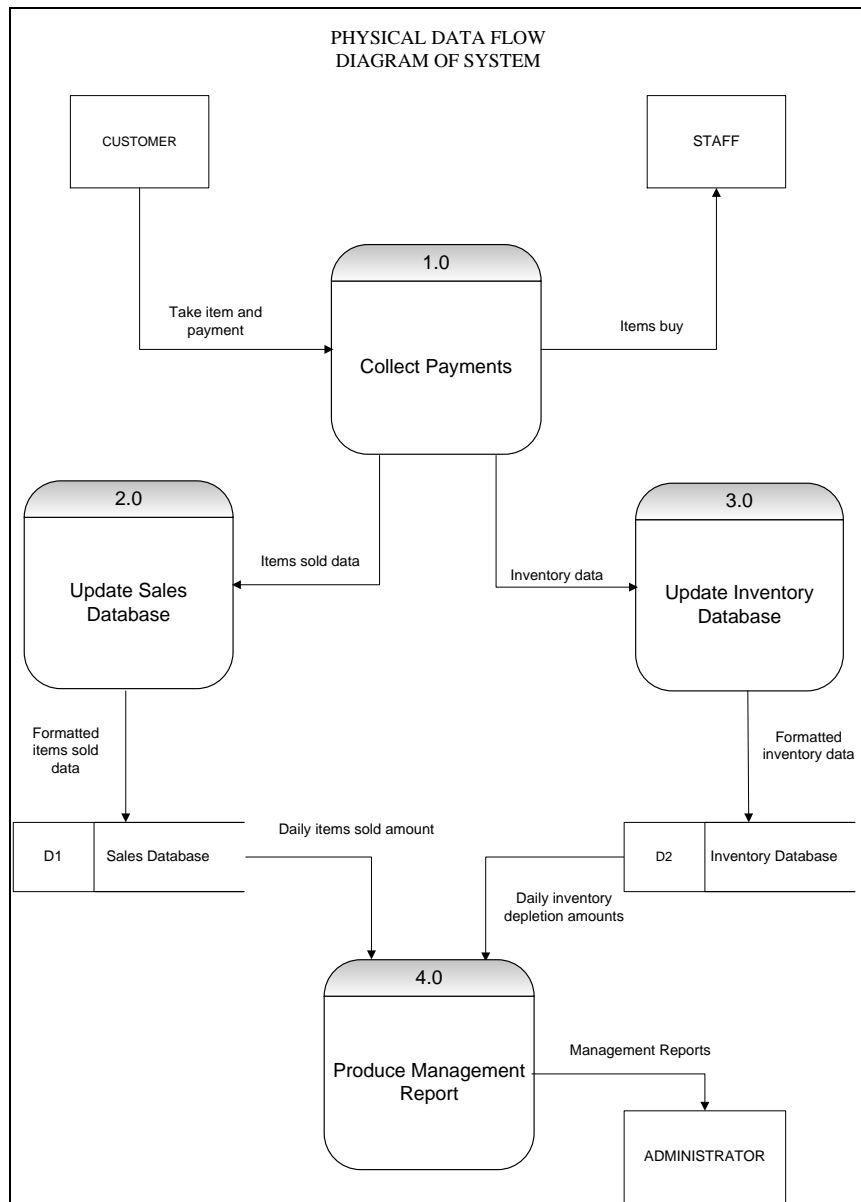 PHYSICAL DATA FLOW
DIAGRAM OF SYSTEM
CUSTOMER
STAFF
1.0
Take item and
payment
Items buy
Collect Payments
2.0
3.0
Items sold data
Inventory data
Update Sales
Database
Update Inventory
Database
Formatted
items sold
data
Formatted
inventory data
Daily items sold amount
D1
Sales Database
D2
Inventory Database
Daily inventory
depletion amounts
4.0
Management Reports
Produce Management
Report
ADMINISTRATOR